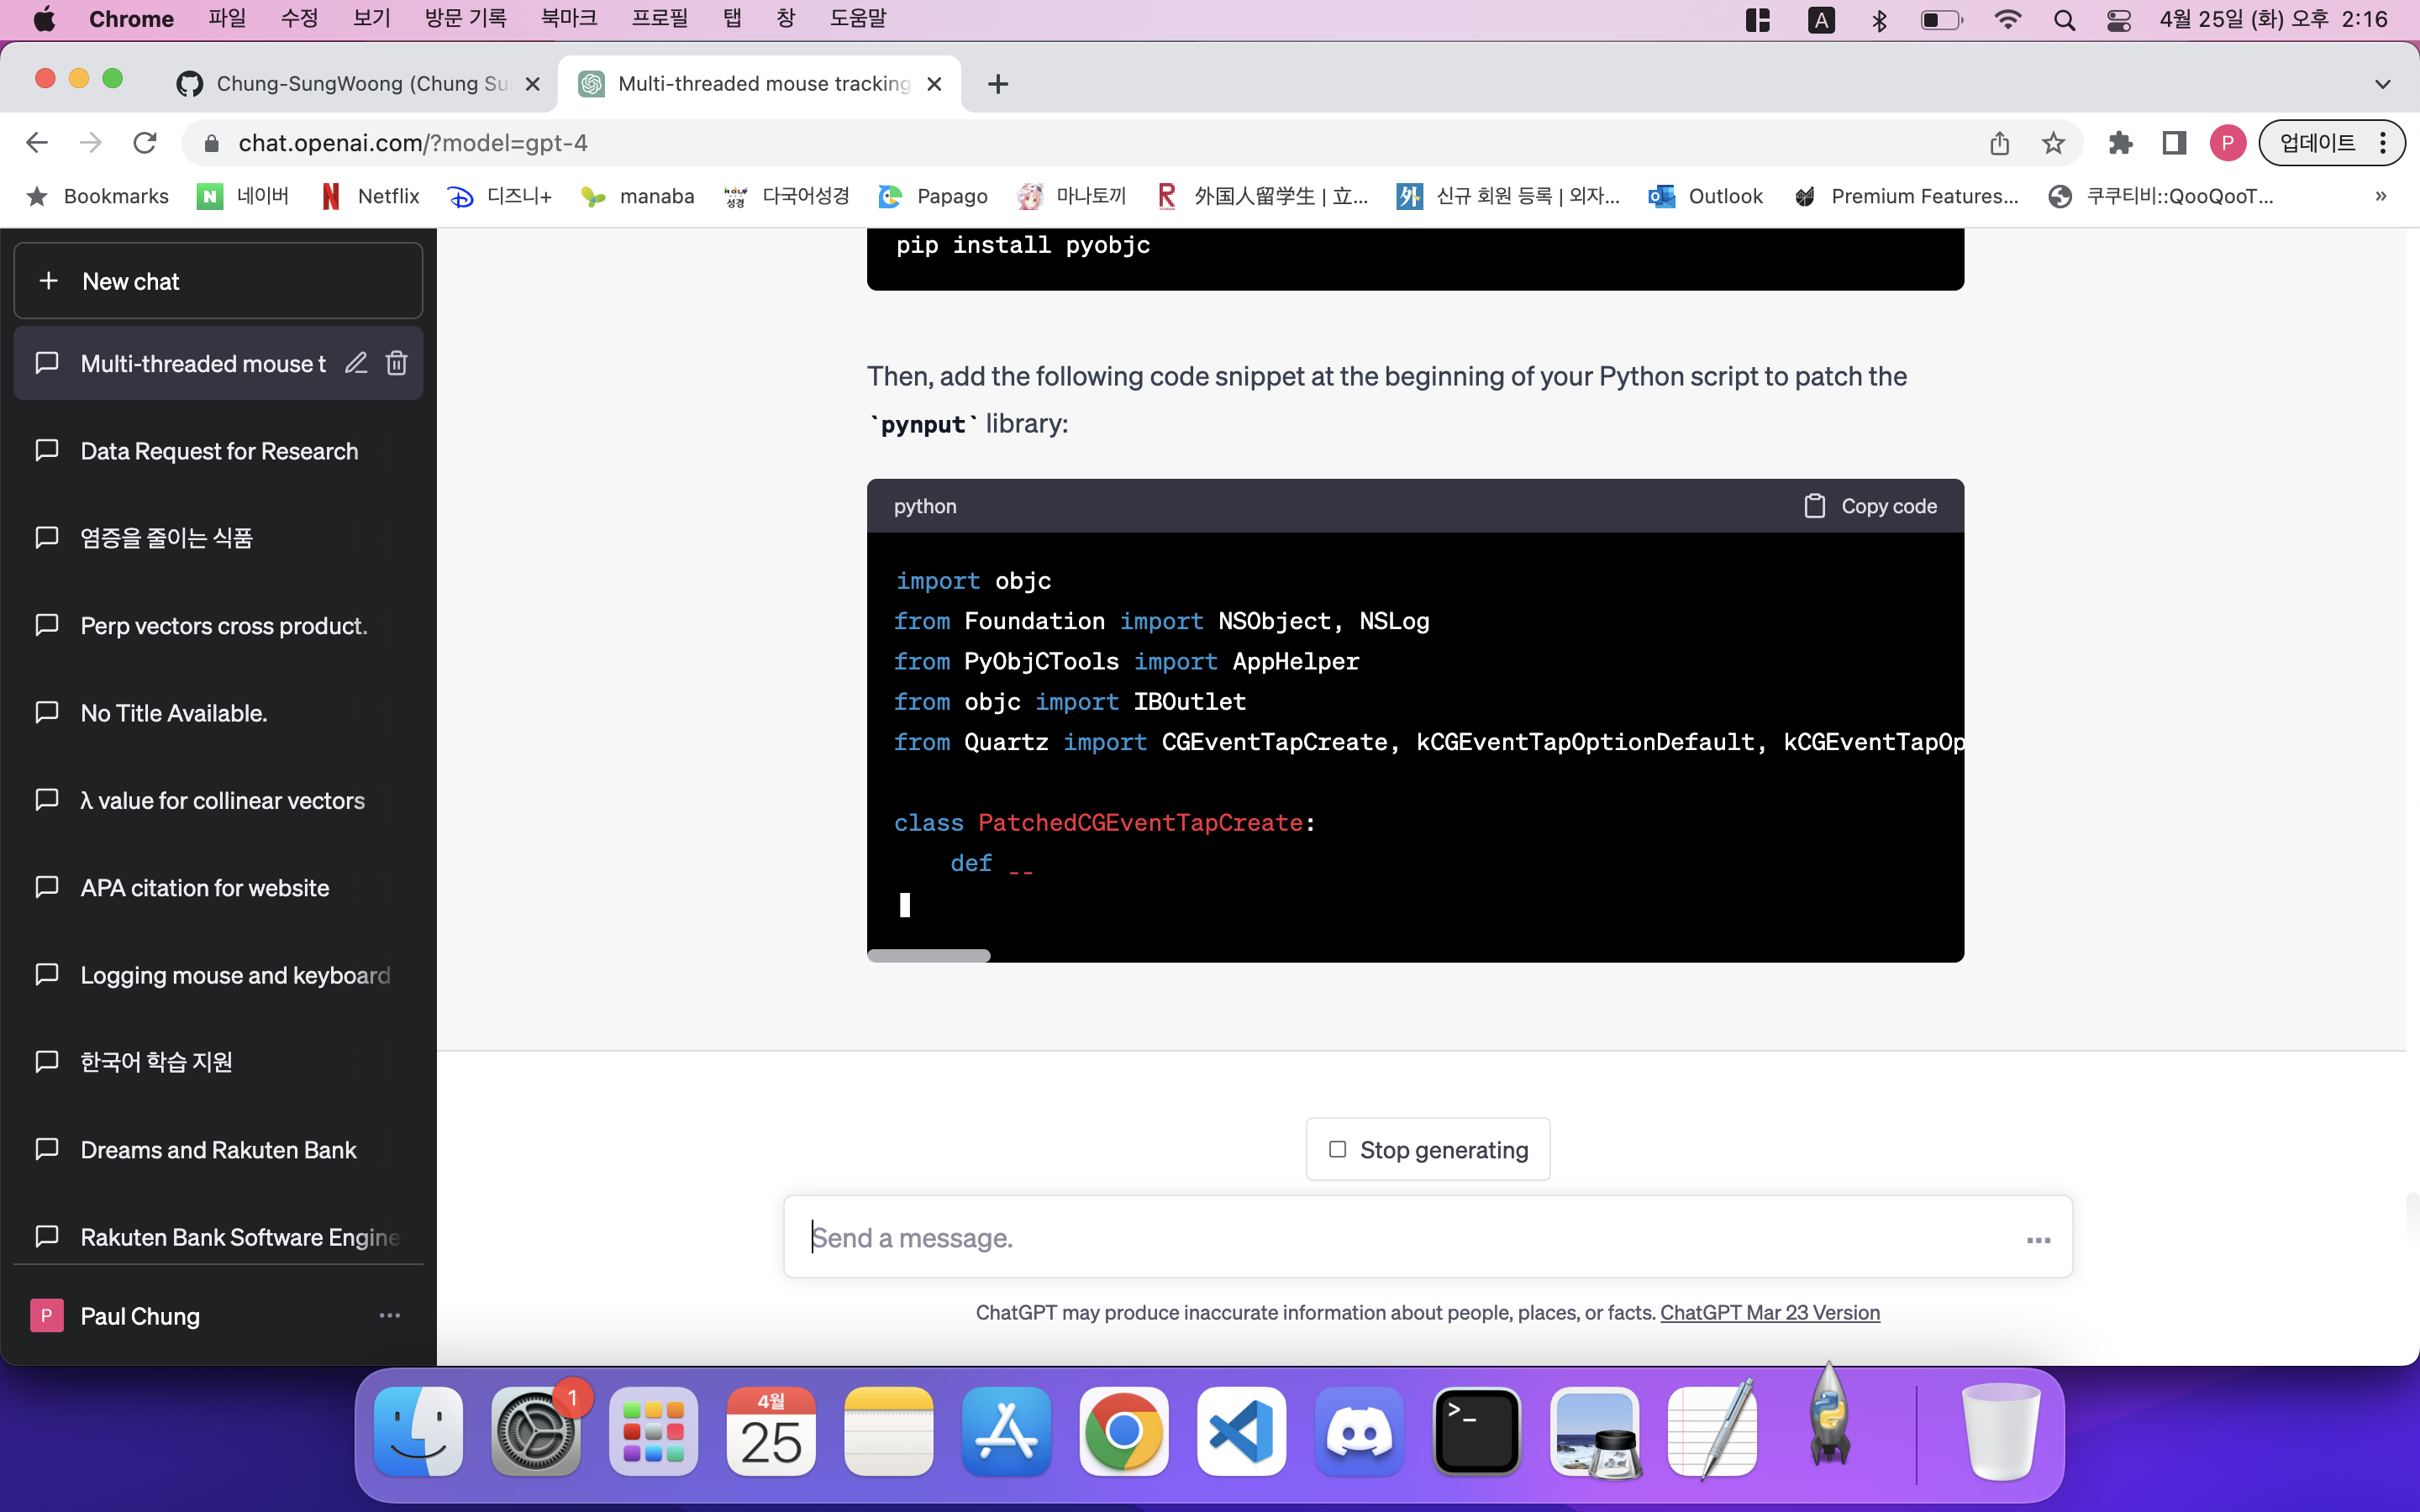 Chrome 파일 수정 보기 방문 기록 북마크 프로필 탭 창 도움말 A 4월 25일 (화) 오후 2:16
Chung-SungWoong (Chung Su
Multi-threaded mouse tracking
chat.openai.com/?model=gpt-4
P 업데이트
Bookmarks N 네이버 N Netflix 디즈니+ manaba 성경 다국어성경 Papago 마나토끼 R 外国人留学生 | 立... 外 신규 회원 등록 | 외자... Outlook Premium Features... 쿠쿠티비::QooQooT... »
+ New chat
Multi-threaded mouse t
Data Request for Research
염증을 줄이는 식품
Perp vectors cross product.
No Title Available.
λ value for collinear vectors
APA citation for website
Logging mouse and keyboard
한국어 학습 지원
Dreams and Rakuten Bank
Rakuten Bank Software Engine
P Paul Chung ...
pip install pyobjc
Then, add the following code snippet at the beginning of your Python script to patch the
`pynput` library:
python Copy code
import objc
from Foundation import NSObject, NSLog
from PyObjCTools import AppHelper
from objc import IBOutlet
from Quartz import CGEventTapCreate, kCGEventTapOptionDefault, kCGEventTapOp
class PatchedCGEventTapCreate:
def __
Stop generating
Send a message.
ChatGPT may produce inaccurate information about people, places, or facts. ChatGPT Mar 23 Version
1
4월
25
>_